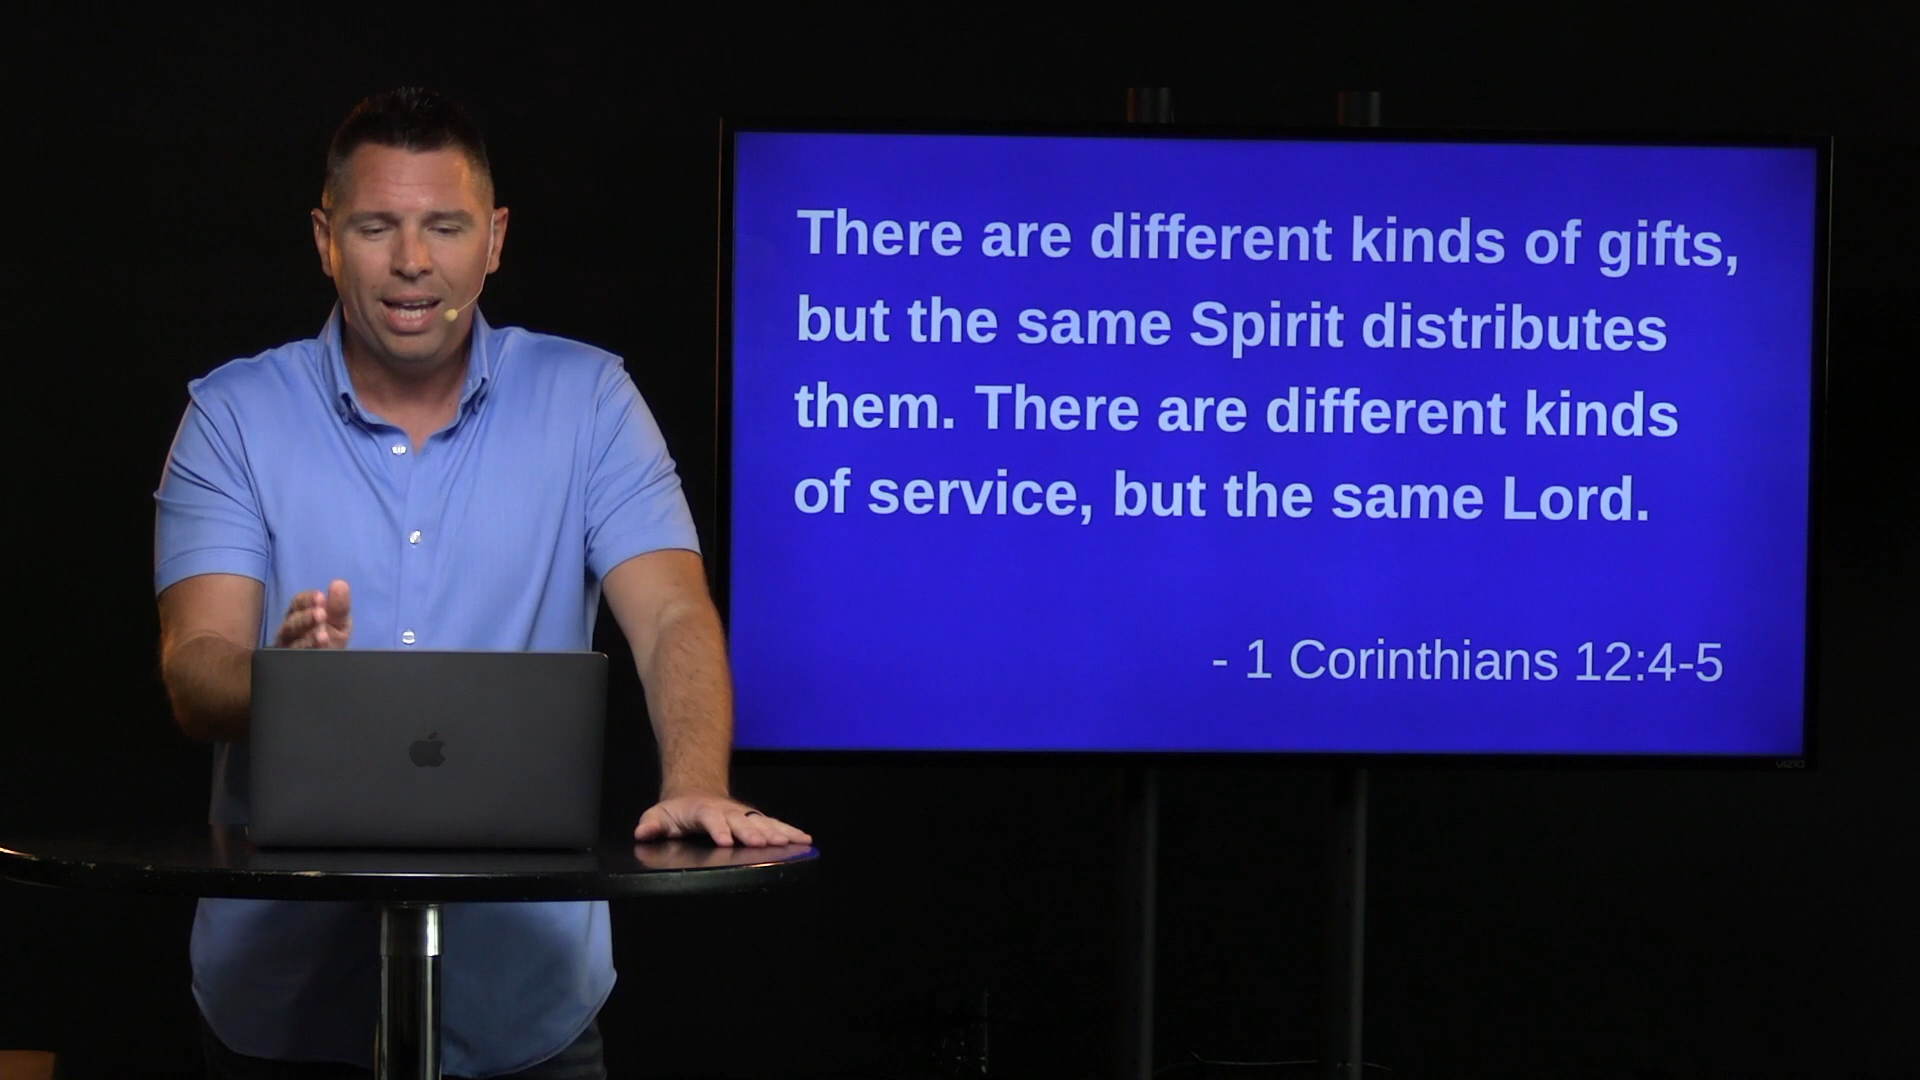 There are different kinds of gifts,
but the same Spirit distributes
them. There are different kinds
of service, but the same Lord.
- 1 Corinthians 12:4-5
VIZIO